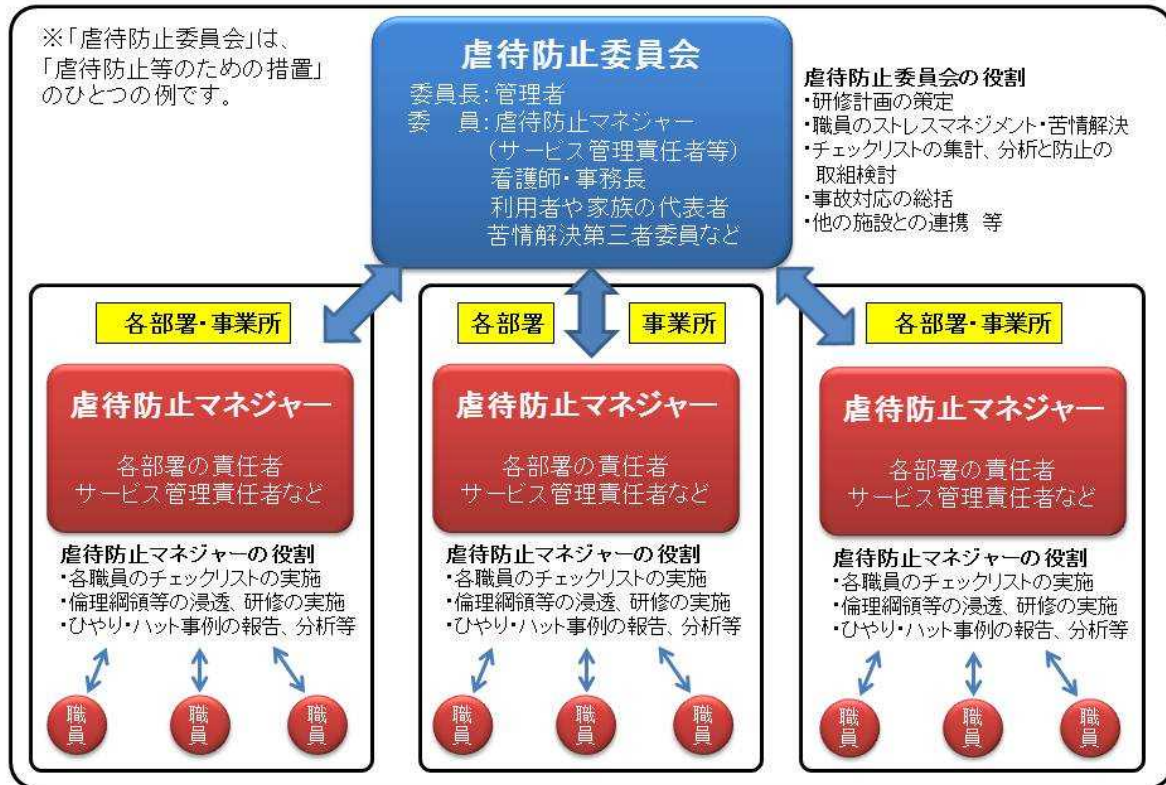 ※「虐待防止委員会」は、
「虐待防止等のための措置」
のひとつの例です。
虐待防止委員会
委員長：管理者
委　員：虐待防止マネジャー
（サービス管理責任者等）
看護師・事務長
利用者や家族の代表者
苦情解決第三者委員など
虐待防止委員会の役割
・研修計画の策定
・職員のストレスマネジメント・苦情解決
・チェックリストの集計、分析と防止の
取組検討
・事故対応の総括
・他の施設との連携 等
各部署・事業所
虐待防止マネジャー
各部署の責任者
サービス管理責任者など
虐待防止マネジャーの役割
・各職員のチェックリストの実施
・倫理綱領等の浸透、研修の実施
・ひやり・ハット事例の報告、分析等
職員
職員
職員
各部署
事業所
虐待防止マネジャー
各部署の責任者
サービス管理責任者など
虐待防止マネジャーの役割
・各職員のチェックリストの実施
・倫理綱領等の浸透、研修の実施
・ひやり・ハット事例の報告、分析等
職員
職員
職員
各部署・事業所
虐待防止マネジャー
各部署の責任者
サービス管理責任者など
虐待防止マネジャーの役割
・各職員のチェックリストの実施
・倫理綱領等の浸透、研修の実施
・ひやり・ハット事例の報告、分析等
職員
職員
職員